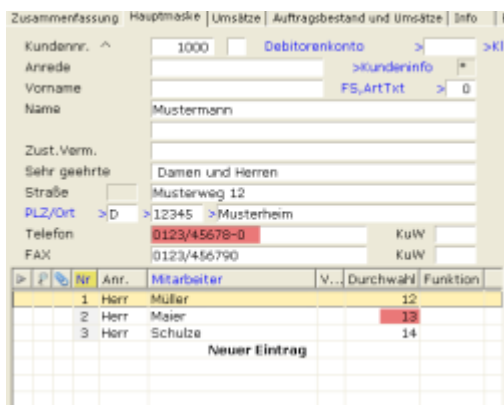 Zusammenfassung Hauptmaske Umsätze Auftragsbestand und Umsätze Info
Kundennr. ^ 1000 Debitorenkonto > >Kl
Anrede >Kundeninfo *
Vorname FS,ArtTxt > 0
Name Mustermann
Zust.Verm.
Sehr geehrte Damen und Herren
Straße Musterweg 12
PLZ/Ort >D >12345 >Musterheim
Telefon 0123/45678-0 KuW
FAX 0123/456790 KuW
Nr Anr. Mitarbeiter V... Durchwahl Funktion
1 Herr Müller 12
2 Herr Maier 13
3 Herr Schulze 14
Neuer Eintrag